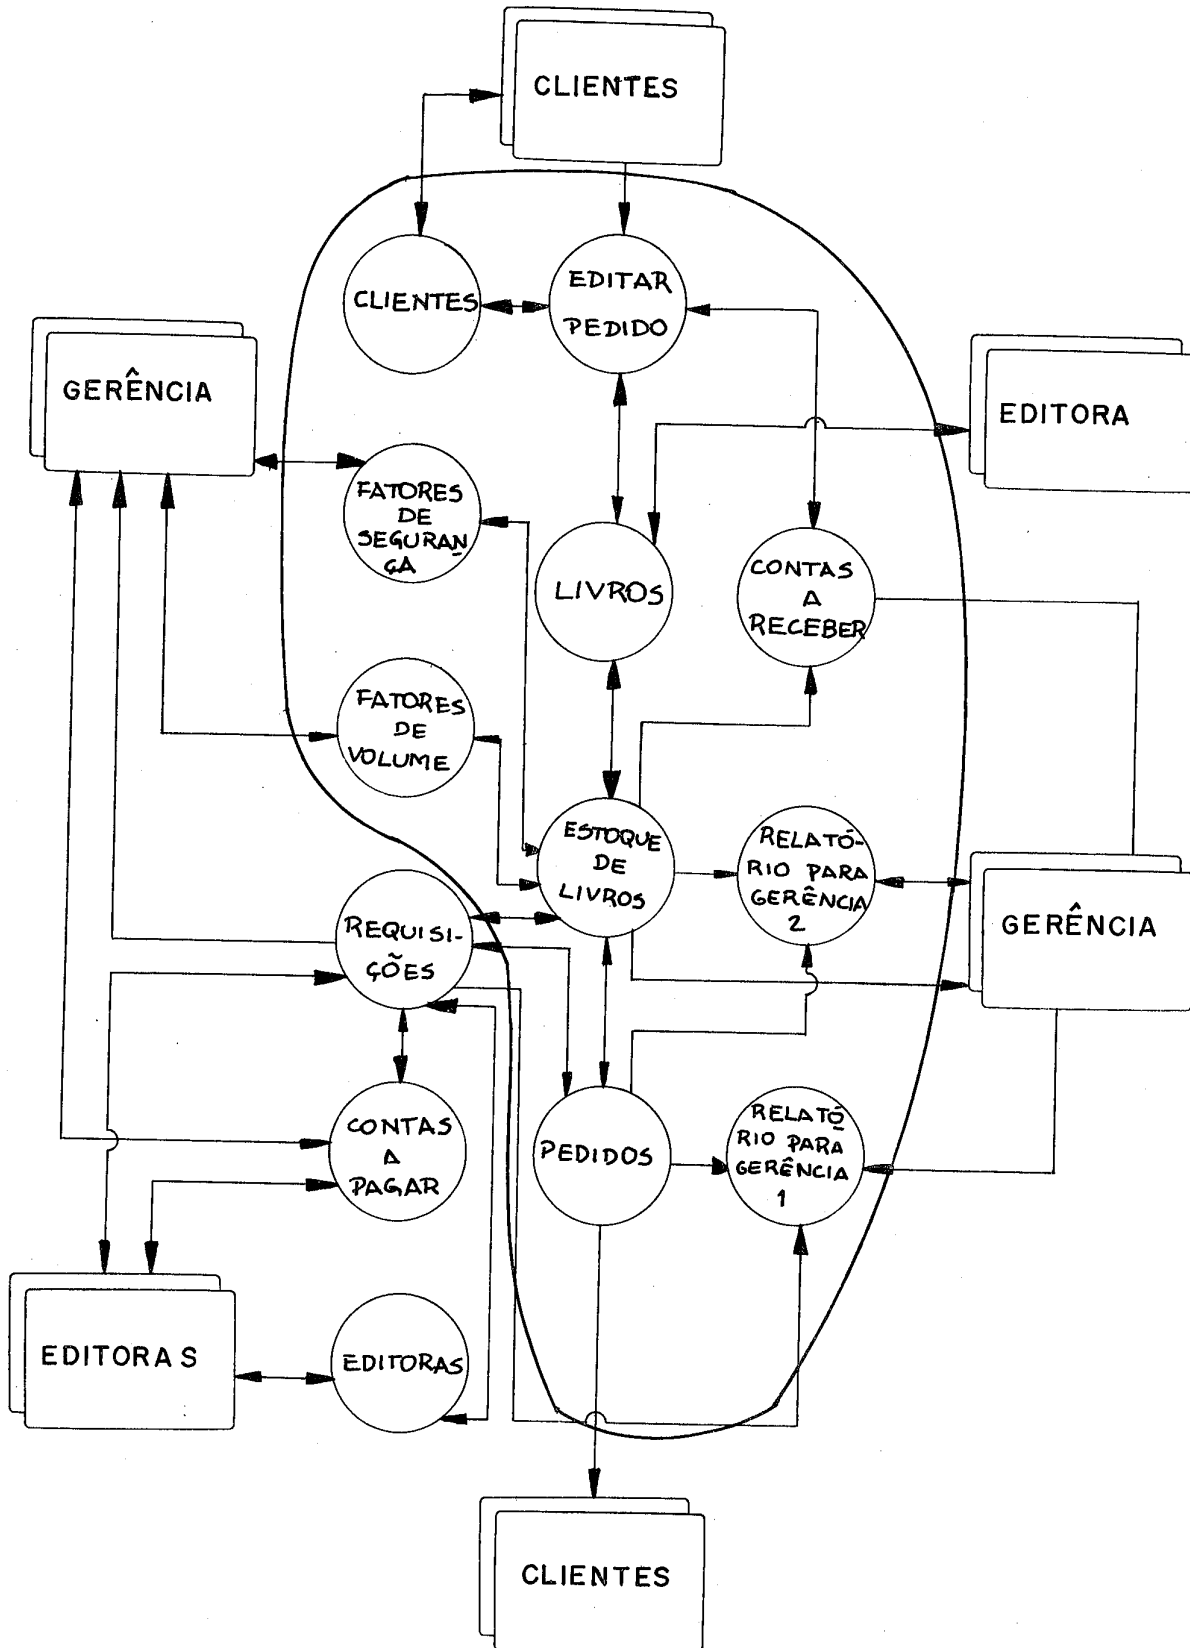 CLIENTES
CLIENTES
EDITAR
PEDIDO
GERÊNCIA
EDITORA
FATORES
DE
SEGURAN
ÇA
LIVROS
CONTAS
A
RECEBER
FATORES
DE
VOLUME
ESTOQUE
DE
LIVROS
RELATÓ-
RIO PARA
GERÊNCIA
2
GERÊNCIA
REQUISI-
ÇÕES
CONTAS
A
PAGAR
PEDIDOS
RELATÓ
RIO PARA
GERÊNCIA
1
EDITORAS
EDITORAS
CLIENTES